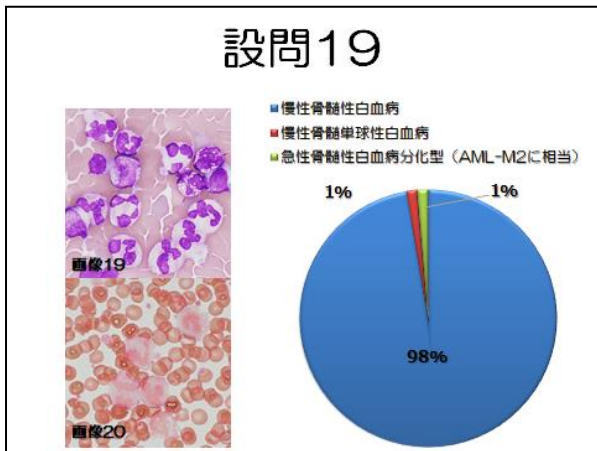 設問19
慢性骨髄性白血病
慢性骨髄単球性白血病
急性骨髄性白血病分化型（AML-M2に相当）
1%
1%
98%
画像19
画像20